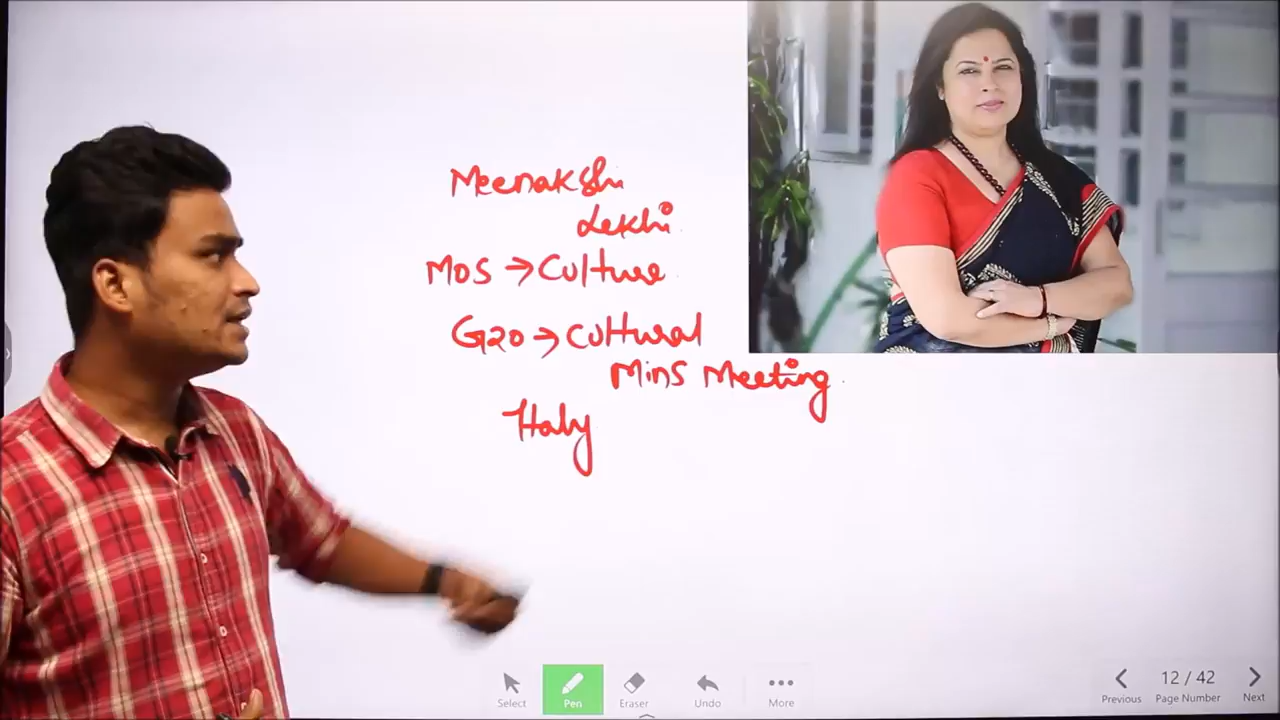 Meenakshi
Lekhi
MOS → Culture
G20 → Cultural
Mins Meeting
Italy
Select
Pen
Eraser
Undo
More
Previous
12 / 42
Page Number
Next